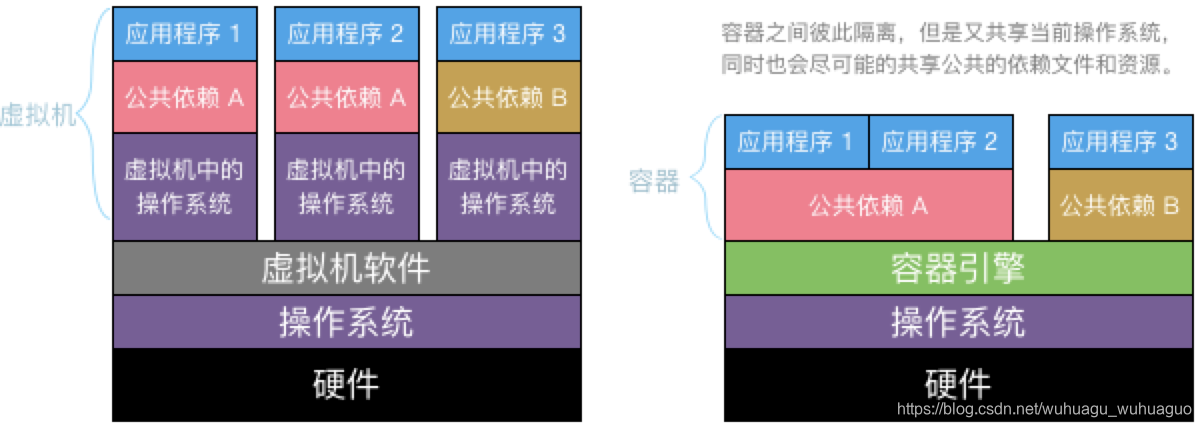 应用程序 1
应用程序 2
应用程序 3
公共依赖 A
公共依赖 A
公共依赖 B
虚拟机
虚拟机中的
操作系统
虚拟机中的
操作系统
虚拟机中的
操作系统
虚拟机软件
操作系统
硬件
容器之间彼此隔离，但是又共享当前操作系统，
同时也会尽可能的共享公共的依赖文件和资源。
应用程序 1
应用程序 2
应用程序 3
容器
公共依赖 A
公共依赖 B
容器引擎
操作系统
硬件
https://blog.csdn.net/wuhuagu_wuhuaguo